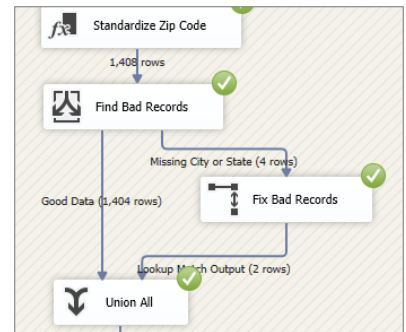 Standardize Zip Code
1,408 rows
Find Bad Records
Missing City or State (4 rows)
Good Data (1,404 rows)
Fix Bad Records
Lookup Match Output (2 rows)
Union All